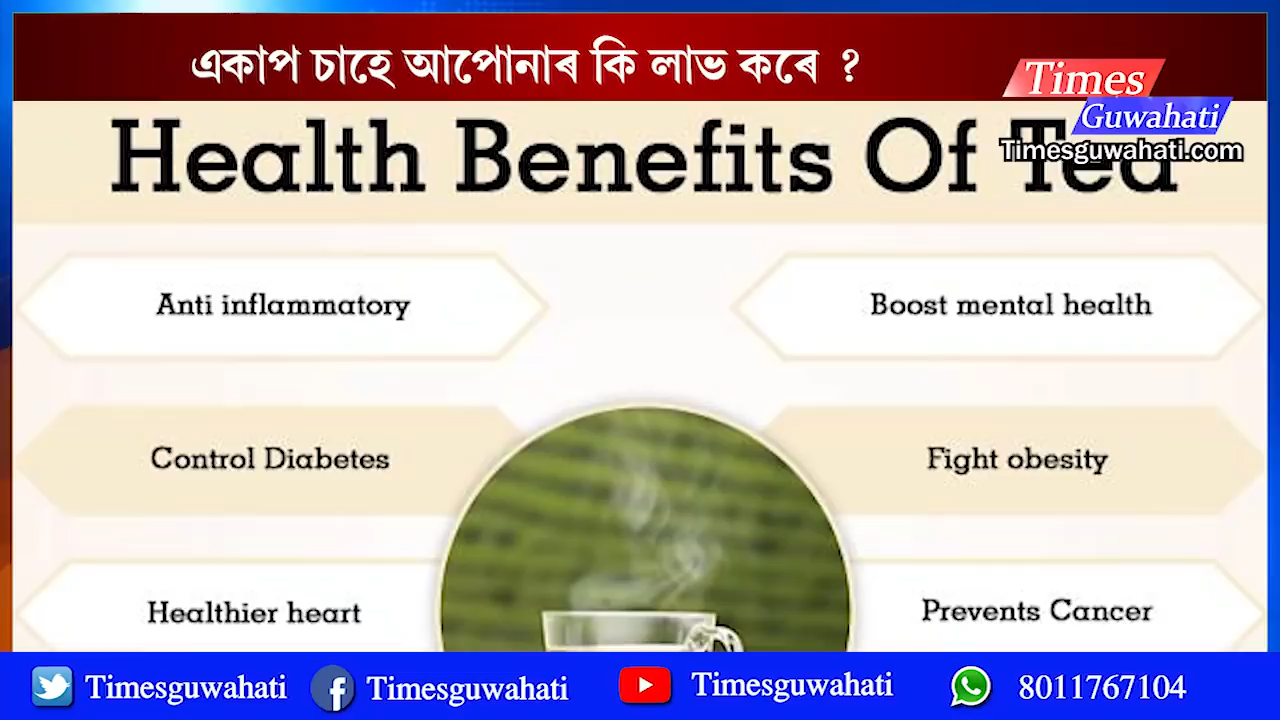 একাপ চাহে আপোনাৰ কি লাভ কৰে ?
Times
Guwahati
Timesguwahati.com
Health Benefits Of Tea
Anti inflammatory
Boost mental health
Control Diabetes
Fight obesity
Healthier heart
Prevents Cancer
Timesguwahati
Timesguwahati
Timesguwahati
8011767104